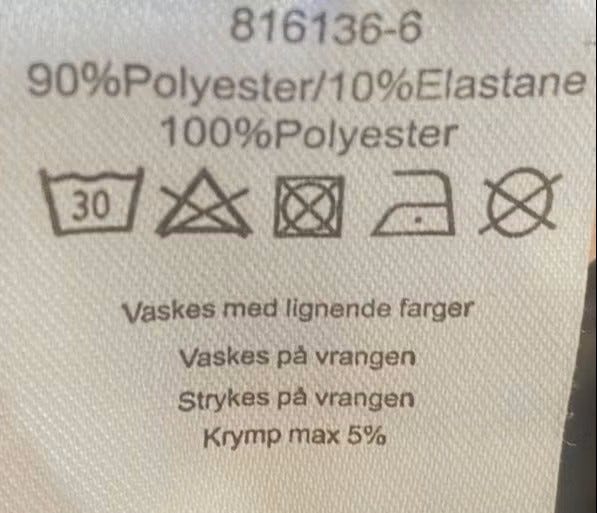 816136-6
90%Polyester/10%Elastane
100%Polyester
30
Vaskes med lignende farger
Vaskes på vrangen
Strykes på vrangen
Krymp max 5%